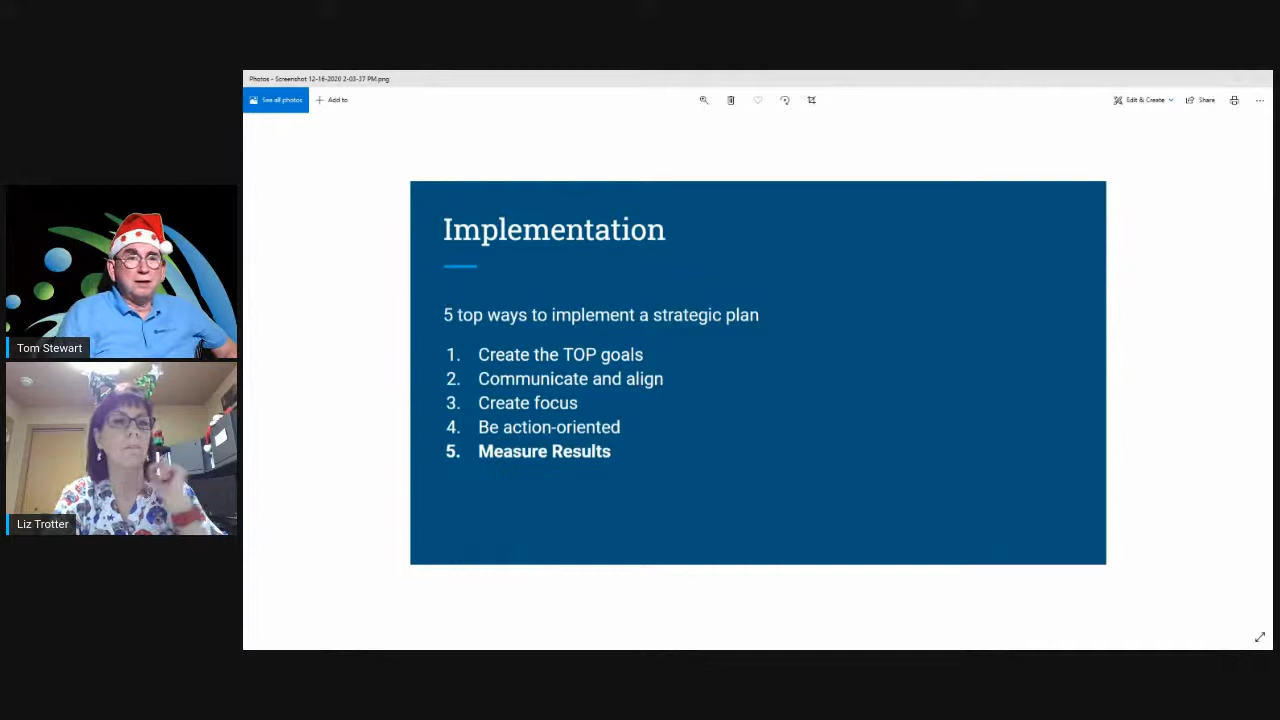 Photos - Screenshot 12-16-2020 2-03-37 PM.png
See all photos
Add to
Edit & Create
Share
Implementation
5 top ways to implement a strategic plan
1. Create the TOP goals
2. Communicate and align
3. Create focus
4. Be action-oriented
5. Measure Results
Tom Stewart
Liz Trotter